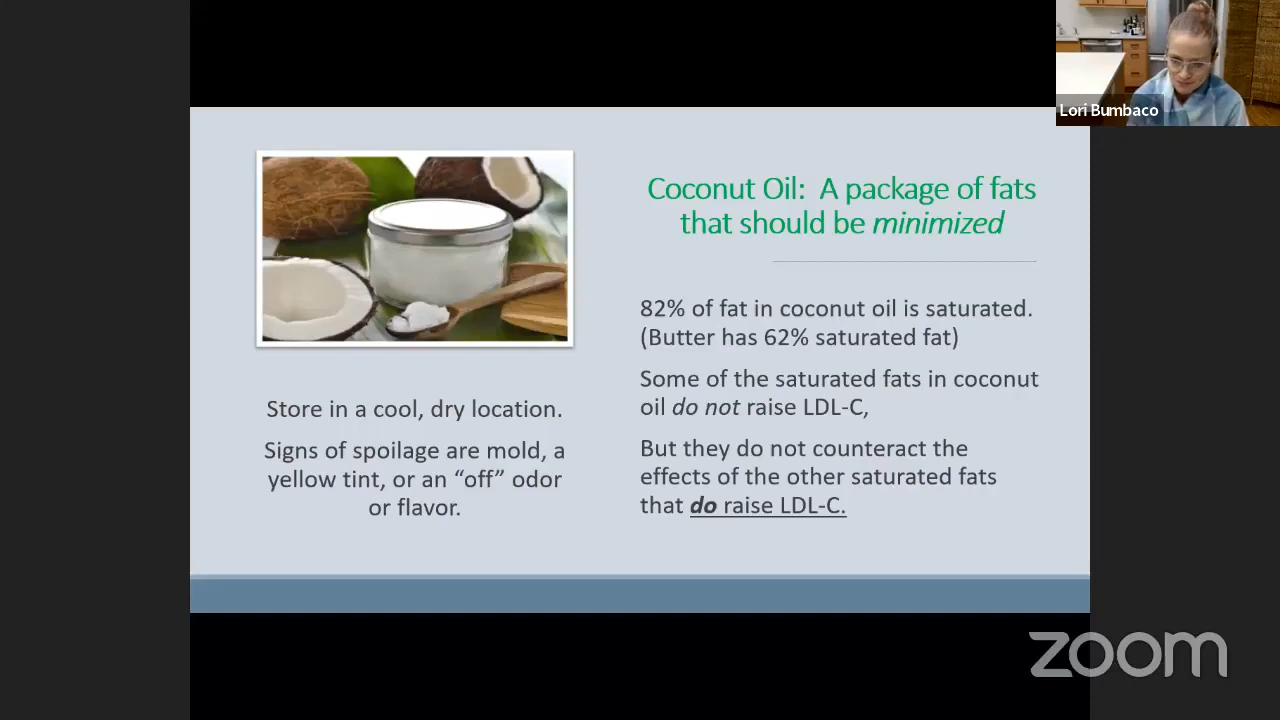 Lori Bumbaco
Coconut Oil: A package of fats
that should be minimized
82% of fat in coconut oil is saturated.
(Butter has 62% saturated fat)
Some of the saturated fats in coconut
oil do not raise LDL-C,
But they do not counteract the
effects of the other saturated fats
that do raise LDL-C.
Store in a cool, dry location.
Signs of spoilage are mold, a
yellow tint, or an “off” odor
or flavor.
zoom